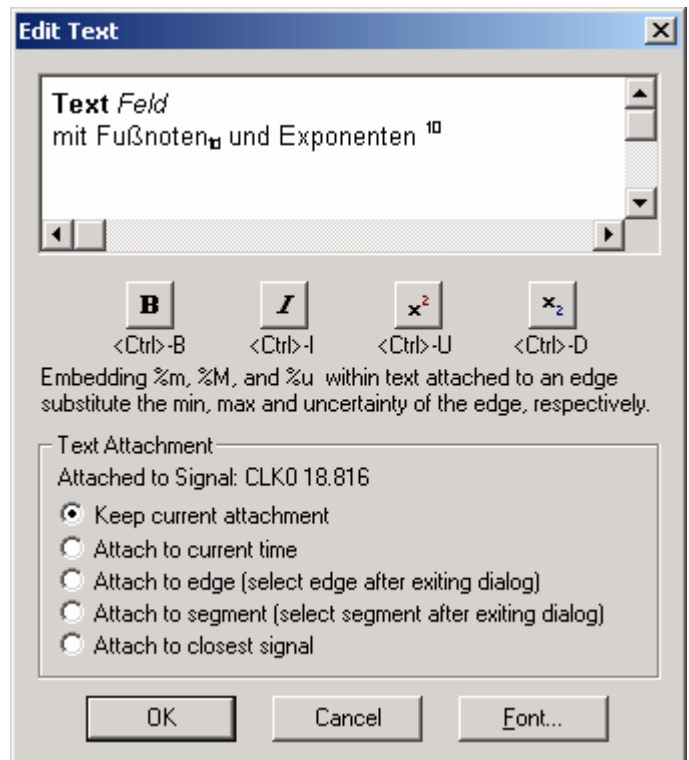 Edit Text
Text Feld
mit Fußnoten10 und Exponenten 10
B I x2 x2
<Ctrl>-B <Ctrl>-I <Ctrl>-U <Ctrl>-D
Embedding %m, %M, and %u within text attached to an edge
substitute the min, max and uncertainty of the edge, respectively.
Text Attachment
Attached to Signal: CLK0 18.816
Keep current attachment
Attach to current time
Attach to edge (select edge after exiting dialog)
Attach to segment (select segment after exiting dialog)
Attach to closest signal
OK Cancel Font...